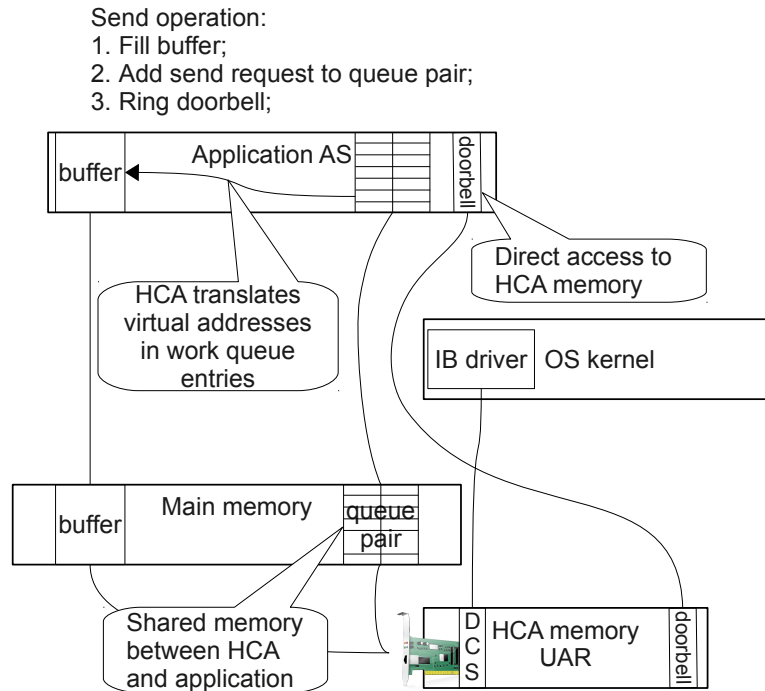 Send operation:
1. Fill buffer;
2. Add send request to queue pair;
3. Ring doorbell;
buffer
Application AS
doorbell
Direct access to
HCA memory
HCA translates
virtual addresses
in work queue
entries
IB driver
OS kernel
buffer
Main memory
queue
pair
Shared memory
between HCA
and application
DCS
HCA memory
UAR
doorbell